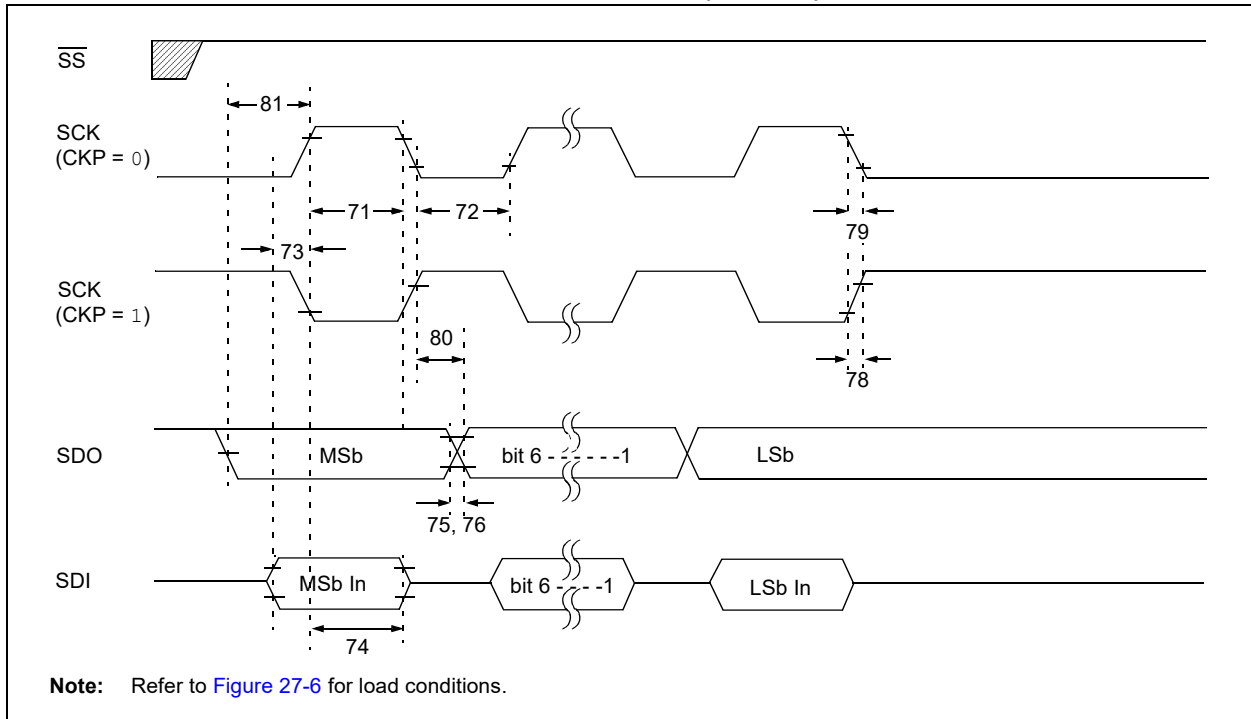 SS
81
SCK
(CKP = 0)
71
72
79
73
SCK
(CKP = 1)
80
78
SDO
MSb
bit 6 - - - - - - -1
LSb
75, 76
SDI
MSb In
bit 6 - - - - -1
LSb In
74
Note: Refer to Figure 27-6 for load conditions.